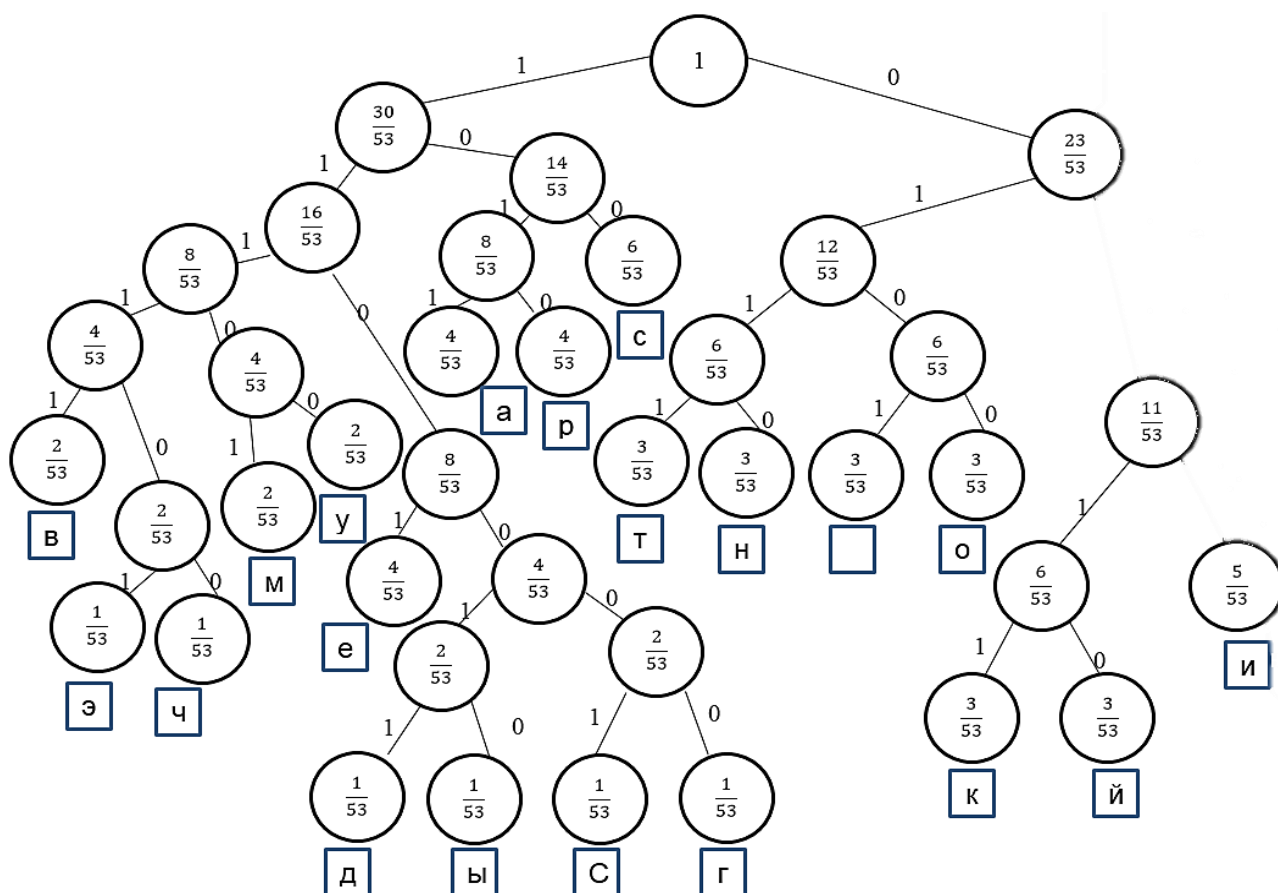 1
1 0
30/53
0
23/53
1 14/53
1
16/53 1 0
1 8/53 6/53 12/53
8/53
1 0 1 0
1 0 0 с
4/53 4/53 4/53 4/53 6/53 6/53
0
1 1 0 а р 1 0 1 0
0 1 2/53 8/53 3/53 3/53 3/53 3/53 11/53
2/53
в 2/53 2/53 у 1 0 т н о 1
м
1 0 4/53 4/53 6/53 5/53
1/53 1/53 е 1 0
э ч 2/53 2/53 1 0 и
1 0 1 0 3/53 3/53
1/53 1/53 1/53 1/53 к й
д ы С г